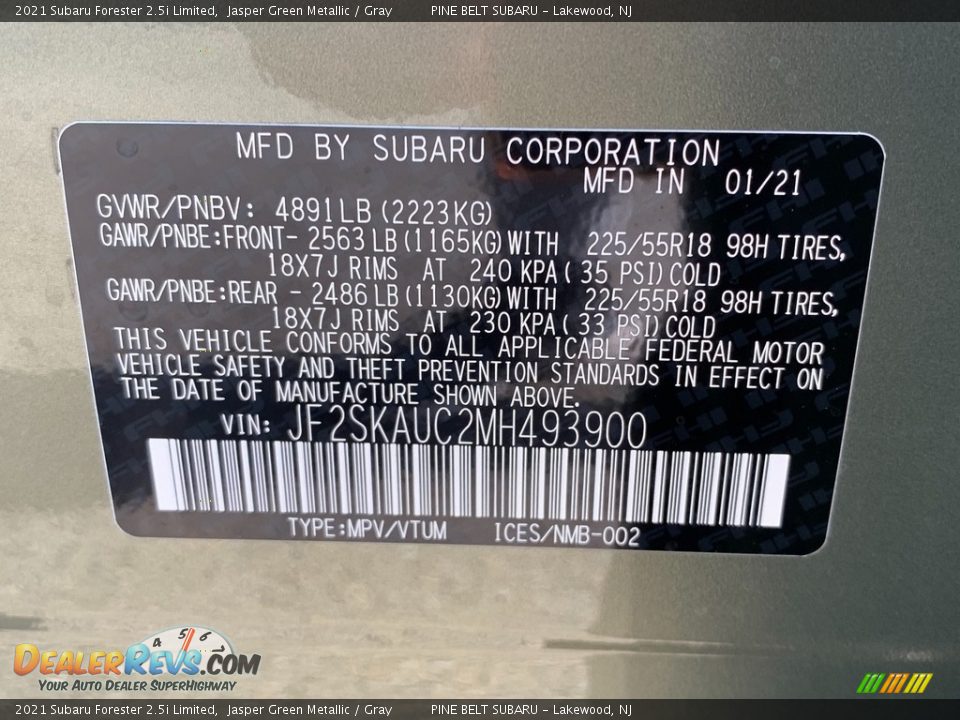 2021 Subaru Forester 2.5i Limited, Jasper Green Metallic / Gray PINE BELT SUBARU - Lakewood, NJ
MFD BY SUBARU CORPORATION
MFD IN 01/21
GVWR/PNBV: 4891LB (2223KG)
GAWR/PNBE:FRONT- 2563 LB (1165KG) WITH 225/55R18 98H TIRES,
18X7J RIMS AT 240 KPA ( 35 PSI) COLD
GAWR/PNBE:REAR - 2486 LB (1130KG) WITH 225/55R18 98H TIRES,
18X7J RIMS AT 230 KPA ( 33 PSI) COLD
THIS VEHICLE CONFORMS TO ALL APPLICABLE FEDERAL MOTOR
VEHICLE SAFETY AND THEFT PREVENTION STANDARDS IN EFFECT ON
THE DATE OF MANUFACTURE SHOWN ABOVE.
VIN: JF2SKAUC2MH493900
TYPE:MPV/VTUM ICES/NMB-002
4 5 6
DEALERREVS.COM
YOUR AUTO DEALER SUPERHIGHWAY
2021 Subaru Forester 2.5i Limited, Jasper Green Metallic / Gray PINE BELT SUBARU - Lakewood, NJ